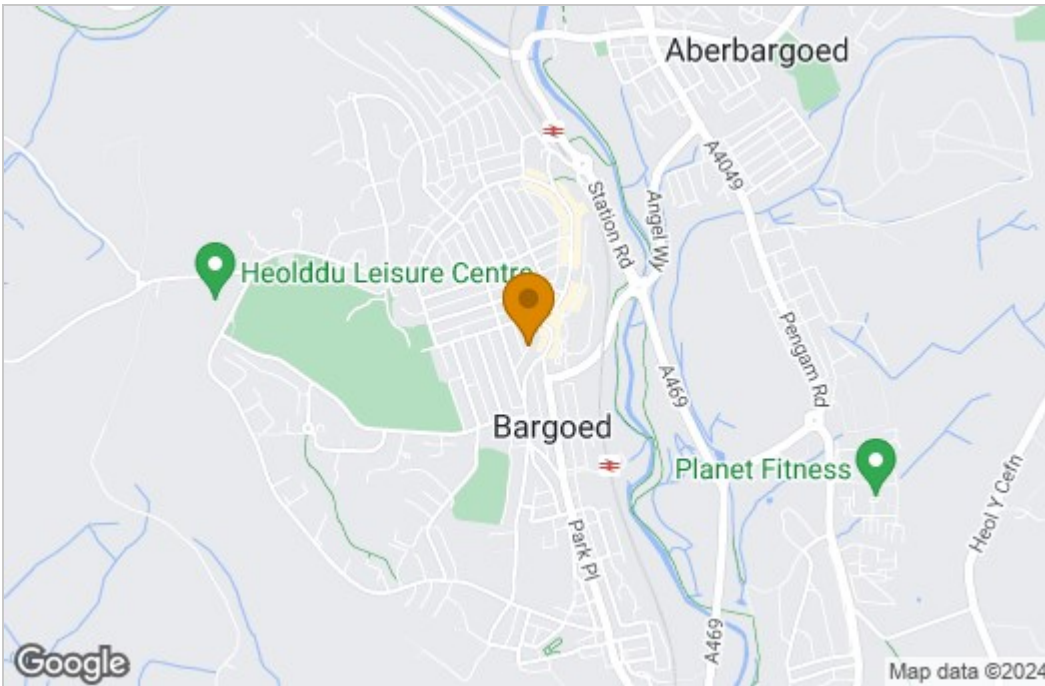 Aberbargoed
A4049
Station Rd
Angel Wy
Heolddu Leisure Centre
Pengam Rd
A469
Bargoed
Planet Fitness
Heol Y Cefn
Park Pl
A469
Google
Map data ©2024